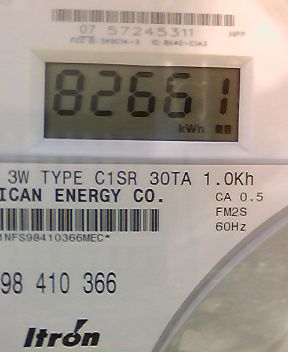 07 57245311
82661
kWh
3W TYPE C1SR 30TA 1.0Kh
ICAN ENERGY CO.
CA 0.5
FM2S
60Hz
1NFS98410366MEC*
98 410 366
Itron